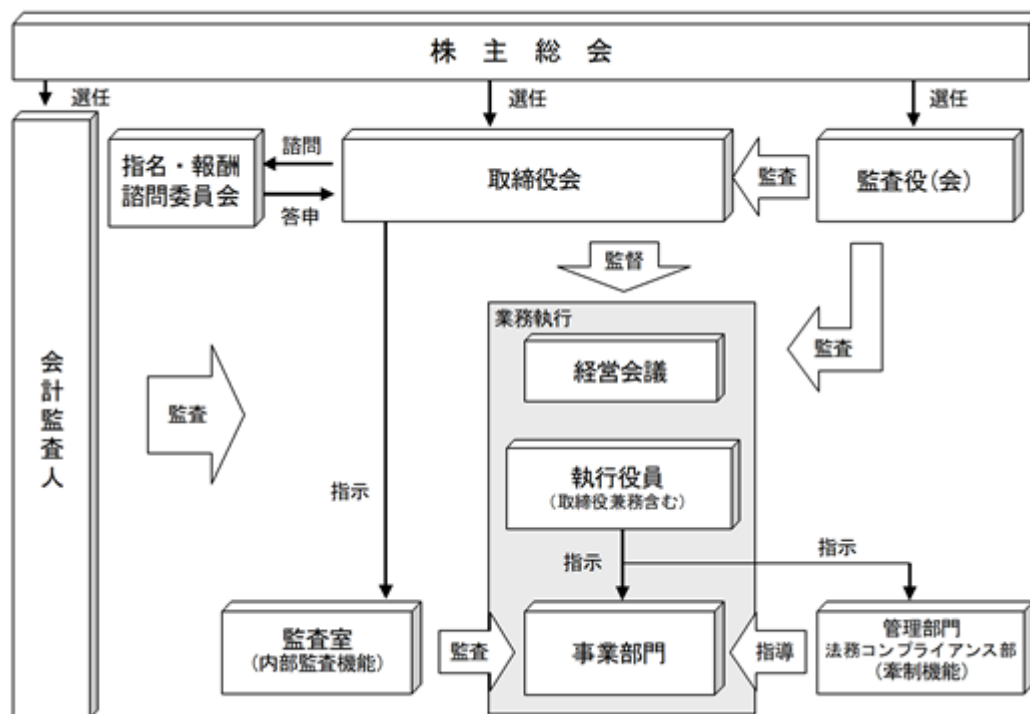 株主総会
選任
選任
選任
指名・報酬
諮問委員会
諮問
答申
取締役会
監査
監査役(会)
監督
業務執行
経営会議
監査
会計監査人
監査
執行役員
(取締役兼務含む)
指示
指示
指示
監査室
(内部監査機能)
監査
事業部門
指導
管理部門
法務コンプライアンス部
(牽制機能)